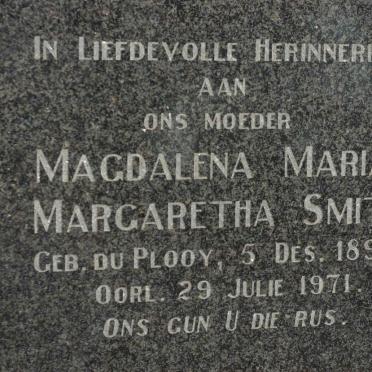 IN LIEFDEVOLLE HERINNERI
AAN
ONS MOEDER
MAGDALENA MARIA
MARGARETHA SMIT
GEB. DU PLOOY, 5 DES. 189
OORL. 29 JULIE 1971.
ONS GUN U DIE RUS.